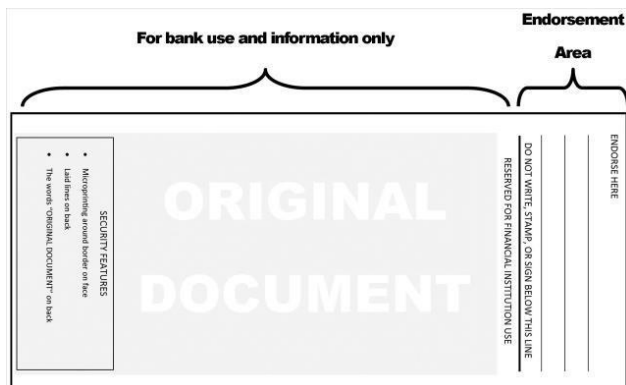 For bank use and information only
Endorsement
Area
ENDORSE HERE
DO NOT WRITE, STAMP, OR SIGN BELOW THIS LINE
RESERVED FOR FINANCIAL INSTITUTION USE
ORIGINAL
DOCUMENT
SECURITY FEATURES
• Microprinting around border on face
• Laid lines on back
• The words "ORIGINAL DOCUMENT" on back